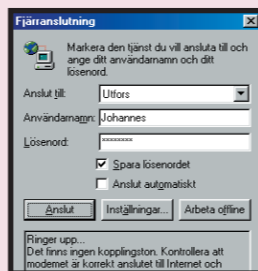 Fjärranslutning
Markera den tjänst du vill ansluta till och
ange ditt användarnamn och ditt
lösenord.
Anslut till: Utfors
Användarnamn: Johannes
Lösenord: ********
Spara lösenordet
Anslut automatiskt
Anslut Inställningar... Arbeta offline
Ringer upp...
Det finns ingen kopplingston. Kontrollera att
modemet är korrekt anslutet till Internet och